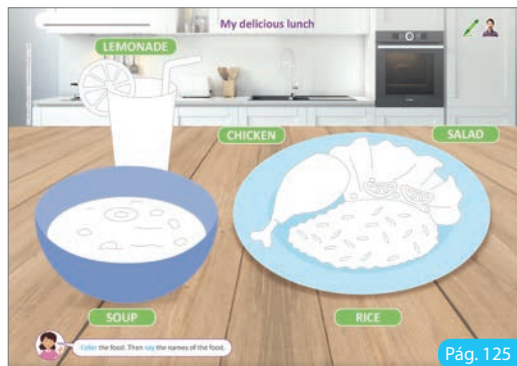 My delicious lunch
LEMONADE
CHICKEN
SALAD
SOUP
RICE
Color the food. Then say the names of the food.
Pág. 125